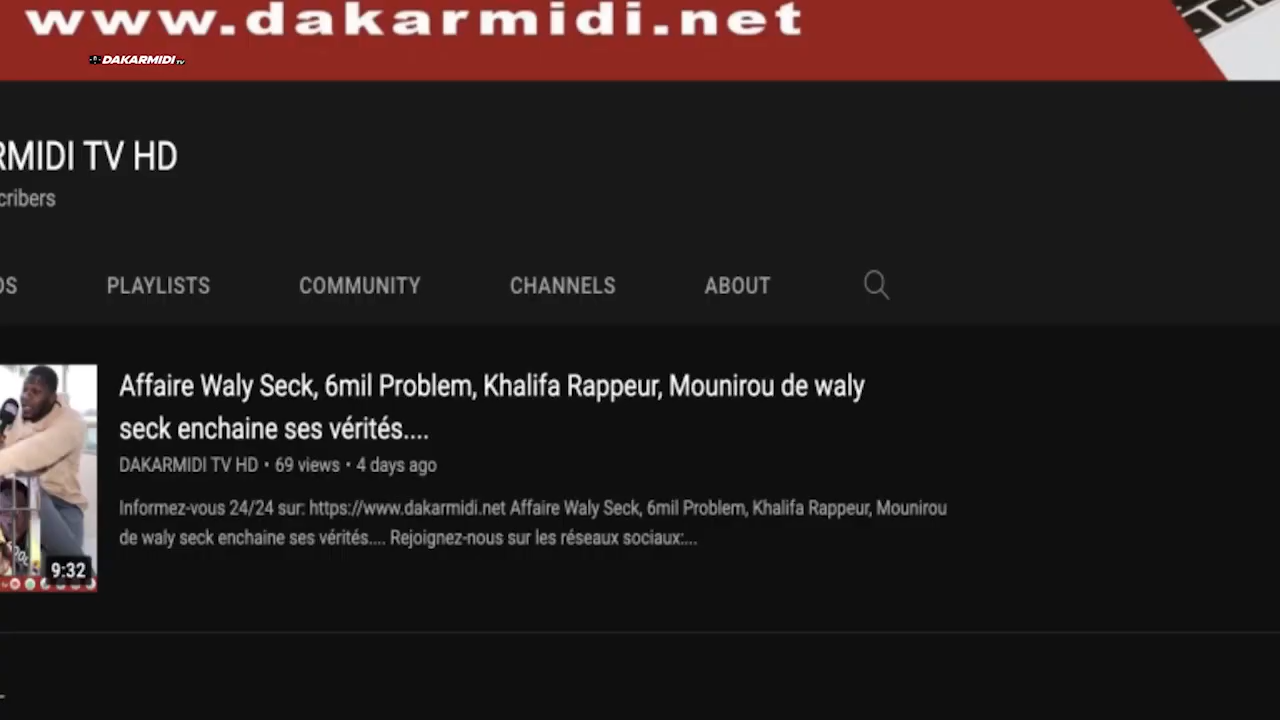 www.dakarmidi.net
DAKARMIDI TV
RMIDI TV HD
cribers
OS
PLAYLISTS
COMMUNITY
CHANNELS
ABOUT
Affaire Waly Seck, 6mil Problem, Khalifa Rappeur, Mounirou de waly
seck enchaine ses vérités....
DAKARMIDI TV HD • 69 views • 4 days ago
Informez-vous 24/24 sur: https://www.dakarmidi.net Affaire Waly Seck, 6mil Problem, Khalifa Rappeur, Mounirou
de waly seck enchaine ses vérités.... Rejoignez-nous sur les réseaux sociaux:...
9:32